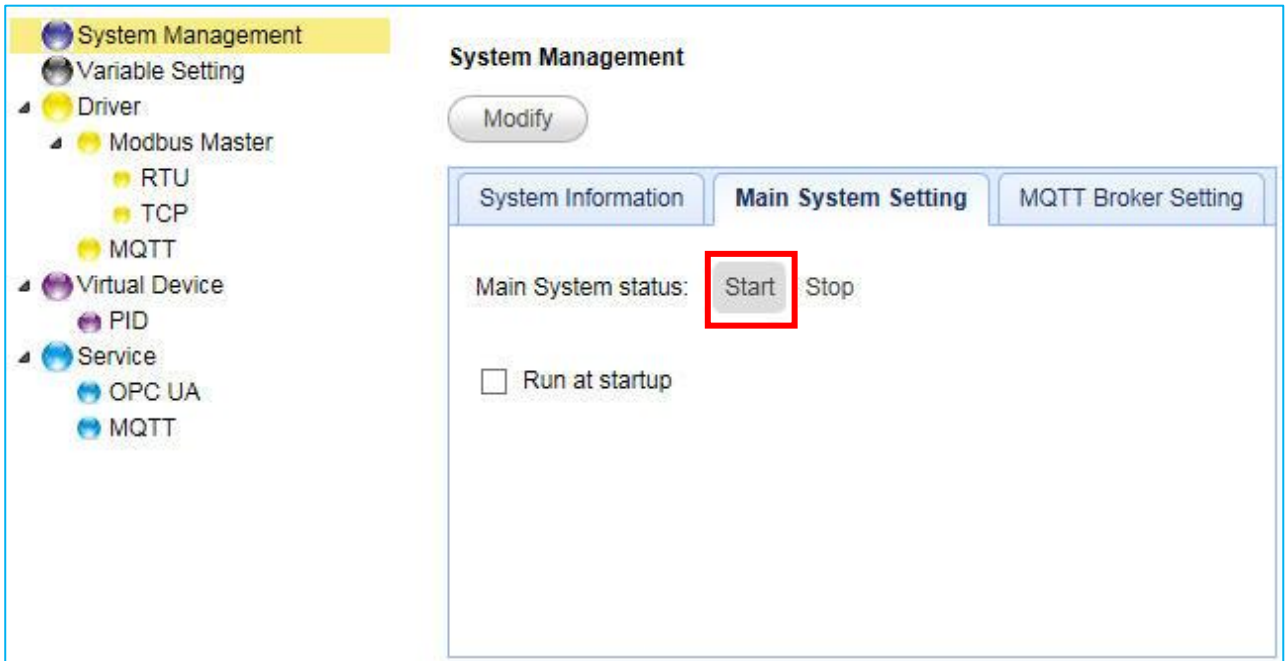 System Management
Variable Setting
Driver
Modbus Master
RTU
TCP
MQTT
Virtual Device
PID
Service
OPC UA
MQTT
System Management
Modify
System Information Main System Setting MQTT Broker Setting
Main System status: Start Stop
Run at startup